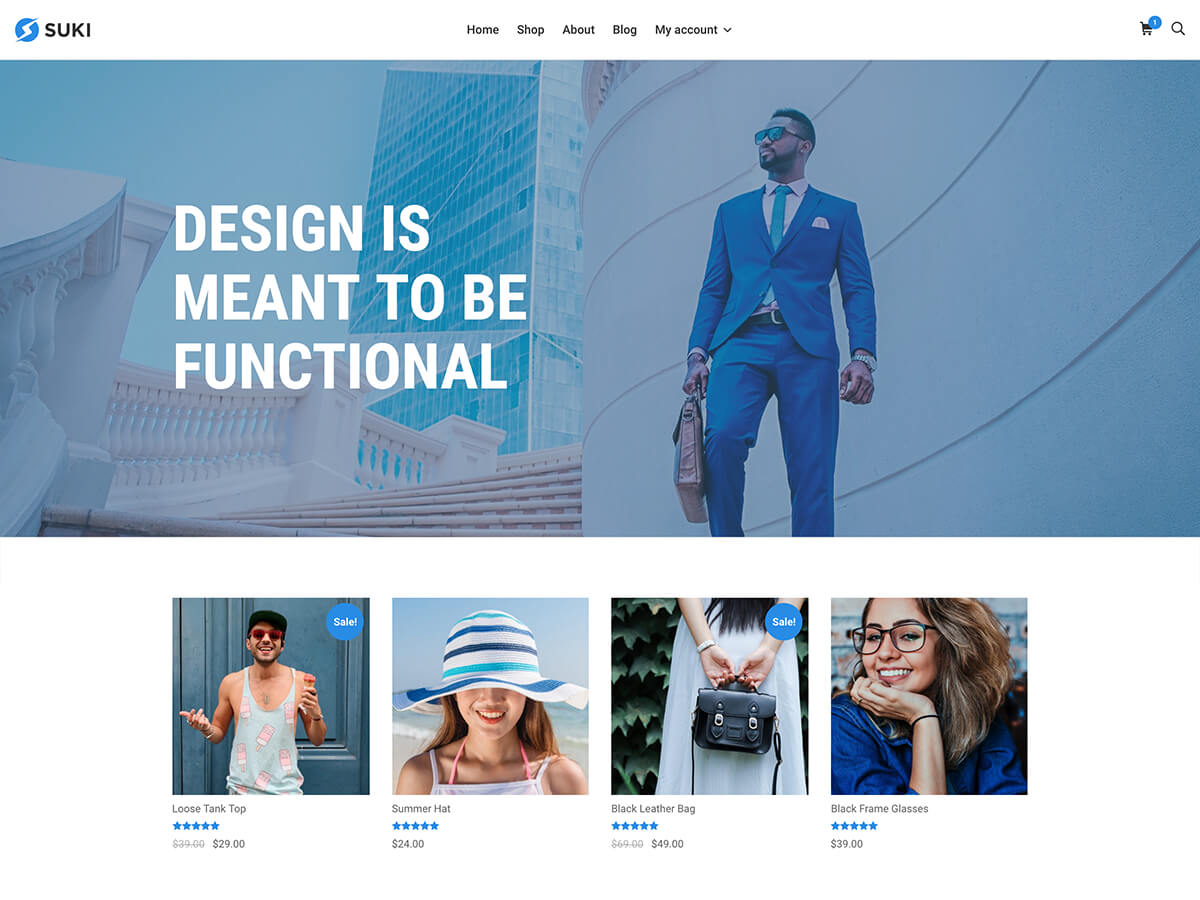 SUKI
Home Shop About Blog My account
1
DESIGN IS
MEANT TO BE
FUNCTIONAL
Sale!
Sale!
Loose Tank Top
Summer Hat
Black Leather Bag
Black Frame Glasses
$39.00 $29.00
$24.00
$69.00 $49.00
$39.00